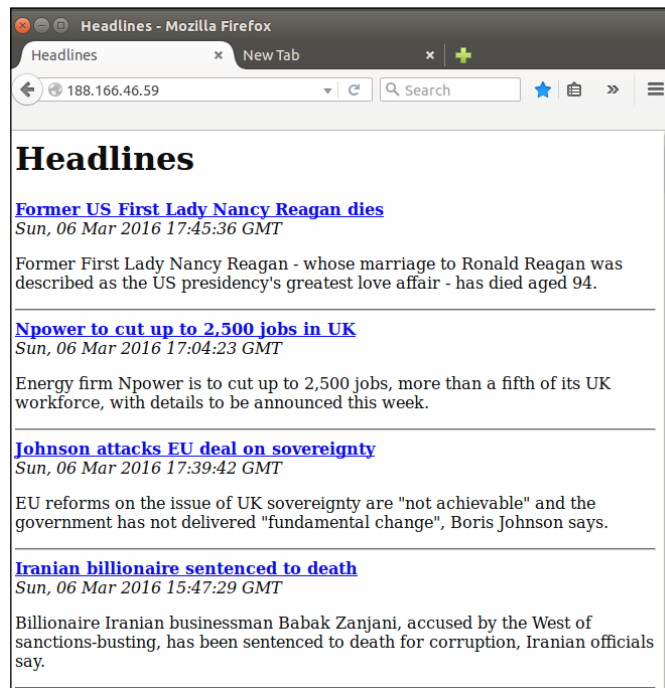 Headlines - Mozilla Firefox
Headlines
New Tab
188.166.46.59
Search
Headlines
Former US First Lady Nancy Reagan dies
Sun, 06 Mar 2016 17:45:36 GMT
Former First Lady Nancy Reagan - whose marriage to Ronald Reagan was
described as the US presidency's greatest love affair - has died aged 94.
Npower to cut up to 2,500 jobs in UK
Sun, 06 Mar 2016 17:04:23 GMT
Energy firm Npower is to cut up to 2,500 jobs, more than a fifth of its UK
workforce, with details to be announced this week.
Johnson attacks EU deal on sovereignty
Sun, 06 Mar 2016 17:39:42 GMT
EU reforms on the issue of UK sovereignty are "not achievable" and the
government has not delivered "fundamental change", Boris Johnson says.
Iranian billionaire sentenced to death
Sun, 06 Mar 2016 15:47:29 GMT
Billionaire Iranian businessman Babak Zanjani, accused by the West of
sanctions-busting, has been sentenced to death for corruption, Iranian officials
say.